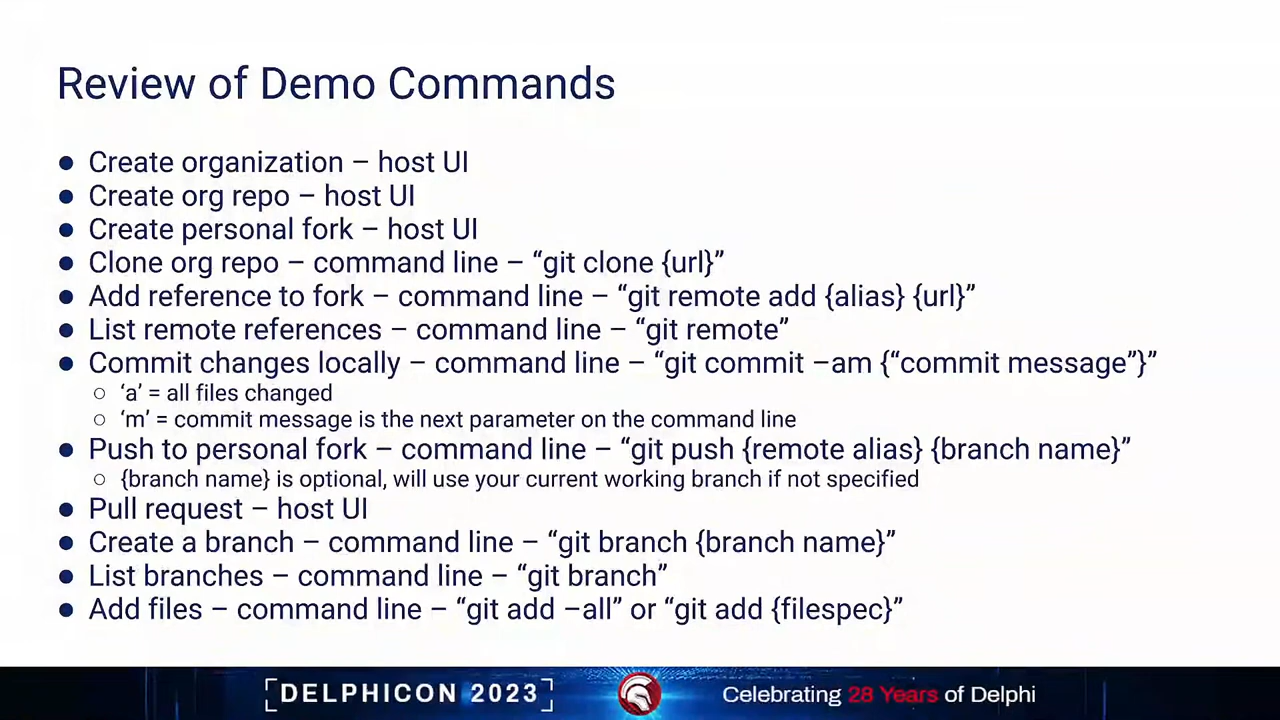 Review of Demo Commands
● Create organization – host UI
● Create org repo – host UI
● Create personal fork – host UI
● Clone org repo – command line – “git clone {url}”
● Add reference to fork – command line – “git remote add {alias} {url}”
● List remote references – command line – “git remote”
● Commit changes locally – command line – “git commit –am {“commit message”}”
○ ‘a’ = all files changed
○ ‘m’ = commit message is the next parameter on the command line
● Push to personal fork – command line – “git push {remote alias} {branch name}”
○ {branch name} is optional, will use your current working branch if not specified
● Pull request – host UI
● Create a branch – command line – “git branch {branch name}”
● List branches – command line – “git branch”
● Add files – command line – “git add –all” or “git add {filespec}”
[DELPHICON 2023]
Celebrating 28 Years of Delphi